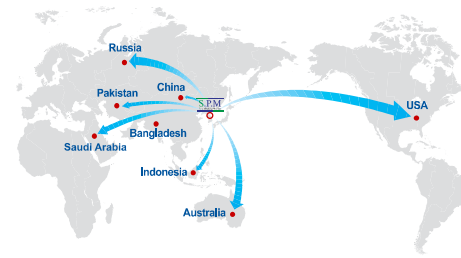 Russia
China
Pakistan
S.P.M
USA
Bangladesh
Saudi Arabia
Indonesia
Australia